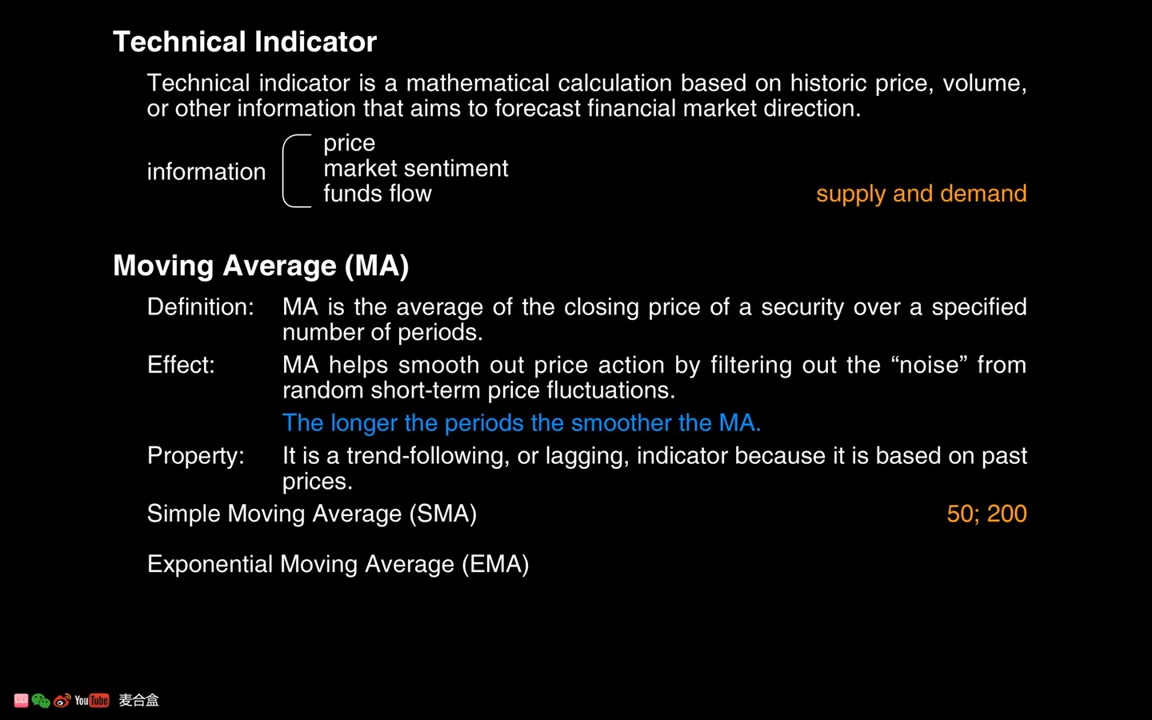 Technical Indicator
Technical indicator is a mathematical calculation based on historic price, volume,
or other information that aims to forecast financial market direction.
information
price
market sentiment
funds flow
supply and demand
Moving Average (MA)
Definition: MA is the average of the closing price of a security over a specified
number of periods.
Effect: MA helps smooth out price action by filtering out the “noise” from
random short-term price fluctuations.
The longer the periods the smoother the MA.
Property: It is a trend-following, or lagging, indicator because it is based on past
prices.
Simple Moving Average (SMA) 50; 200
Exponential Moving Average (EMA)
YouTube 麦合盒